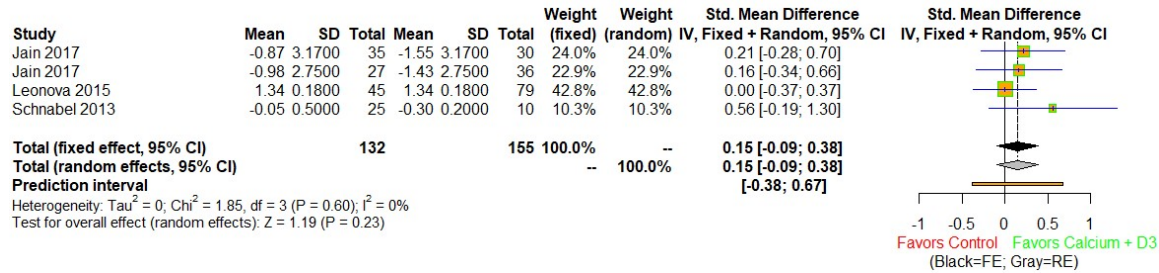 Weight Weight Std. Mean Difference Std. Mean Difference
Study Mean SD Total Mean SD Total (fixed) (random) IV, Fixed + Random, 95% CI IV, Fixed + Random, 95% CI
Jain 2017 -0.87 3.1700 35 -1.55 3.1700 30 24.0% 24.0% 0.21 [-0.28; 0.70]
Jain 2017 -0.98 2.7500 27 -1.43 2.7500 36 22.9% 22.9% 0.16 [-0.34; 0.66]
Leonova 2015 1.34 0.1800 45 1.34 0.1800 79 42.8% 42.8% 0.00 [-0.37; 0.37]
Schnabel 2013 -0.05 0.5000 25 -0.30 0.2000 10 10.3% 10.3% 0.56 [-0.19; 1.30]
Total (fixed effect, 95% CI) 132 155 100.0% -- 0.15 [-0.09; 0.38]
Total (random effects, 95% CI) -- 100.0% 0.15 [-0.09; 0.38]
Prediction interval [-0.38; 0.67]
Heterogeneity: Tau² = 0; Chi² = 1.85, df = 3 (P = 0.60); I² = 0%
Test for overall effect (random effects): Z = 1.19 (P = 0.23)
-1 -0.5 0 0.5 1
Favors Control Favors Calcium + D3
(Black=FE; Gray=RE)